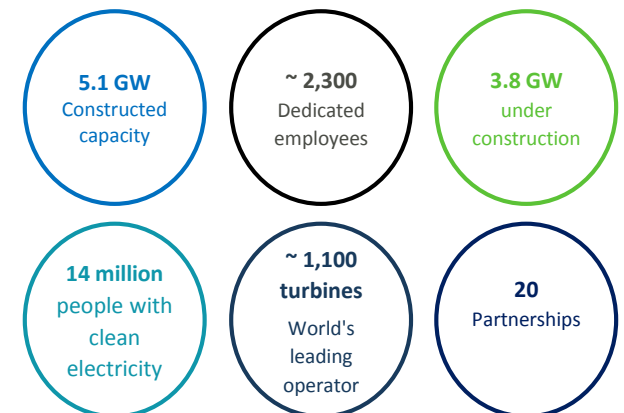 5.1 GW
Constructed
capacity
~ 2,300
Dedicated
employees
3.8 GW
under
construction
14 million
people with
clean
electricity
~ 1,100
turbines
World's
leading
operator
20
Partnerships